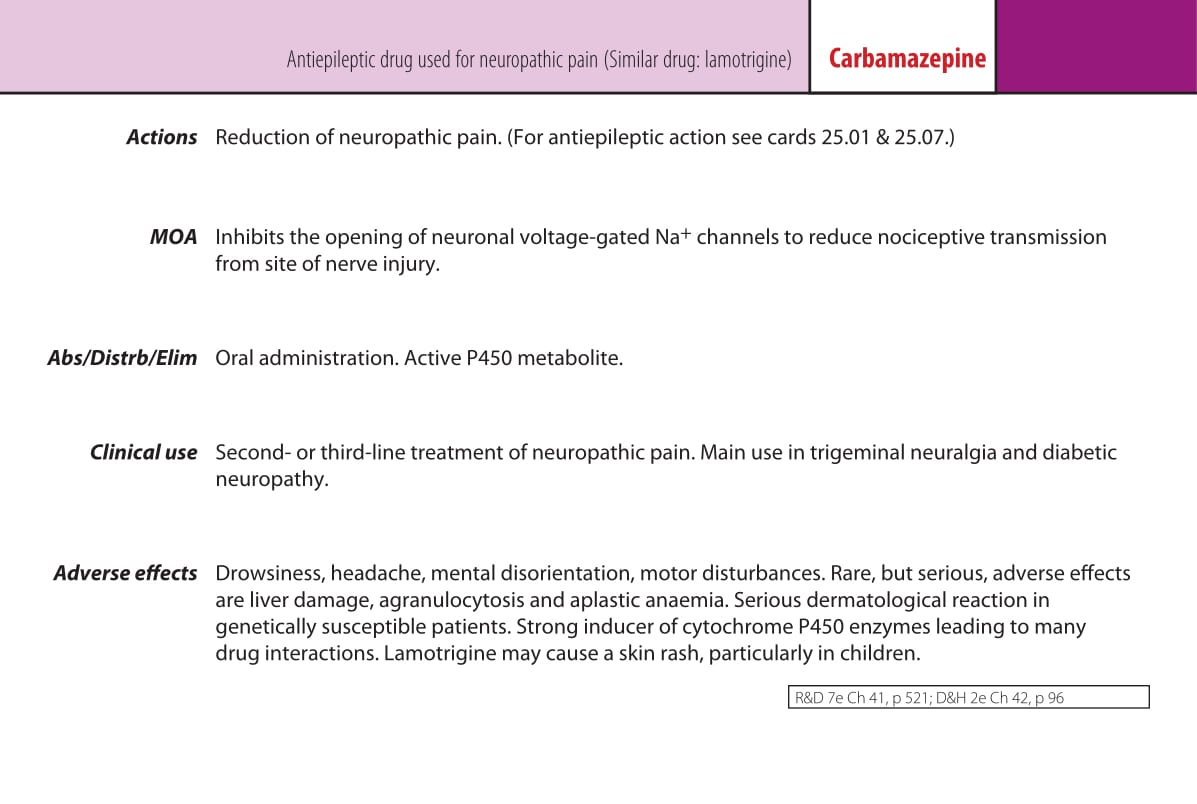 Antiepileptic drug used for neuropathic pain (Similar drug: lamotrigine) Carbamazepine
Actions Reduction of neuropathic pain. (For antiepileptic action see cards 25.01 & 25.07.)
MOA Inhibits the opening of neuronal voltage-gated Na+ channels to reduce nociceptive transmission
from site of nerve injury.
Abs/Distrb/Elim Oral administration. Active P450 metabolite.
Clinical use Second- or third-line treatment of neuropathic pain. Main use in trigeminal neuralgia and diabetic
neuropathy.
Adverse effects Drowsiness, headache, mental disorientation, motor disturbances. Rare, but serious, adverse effects
are liver damage, agranulocytosis and aplastic anaemia. Serious dermatological reaction in
genetically susceptible patients. Strong inducer of cytochrome P450 enzymes leading to many
drug interactions. Lamotrigine may cause a skin rash, particularly in children.
R&D 7e Ch 41, p 521; D&H 2e Ch 42, p 96